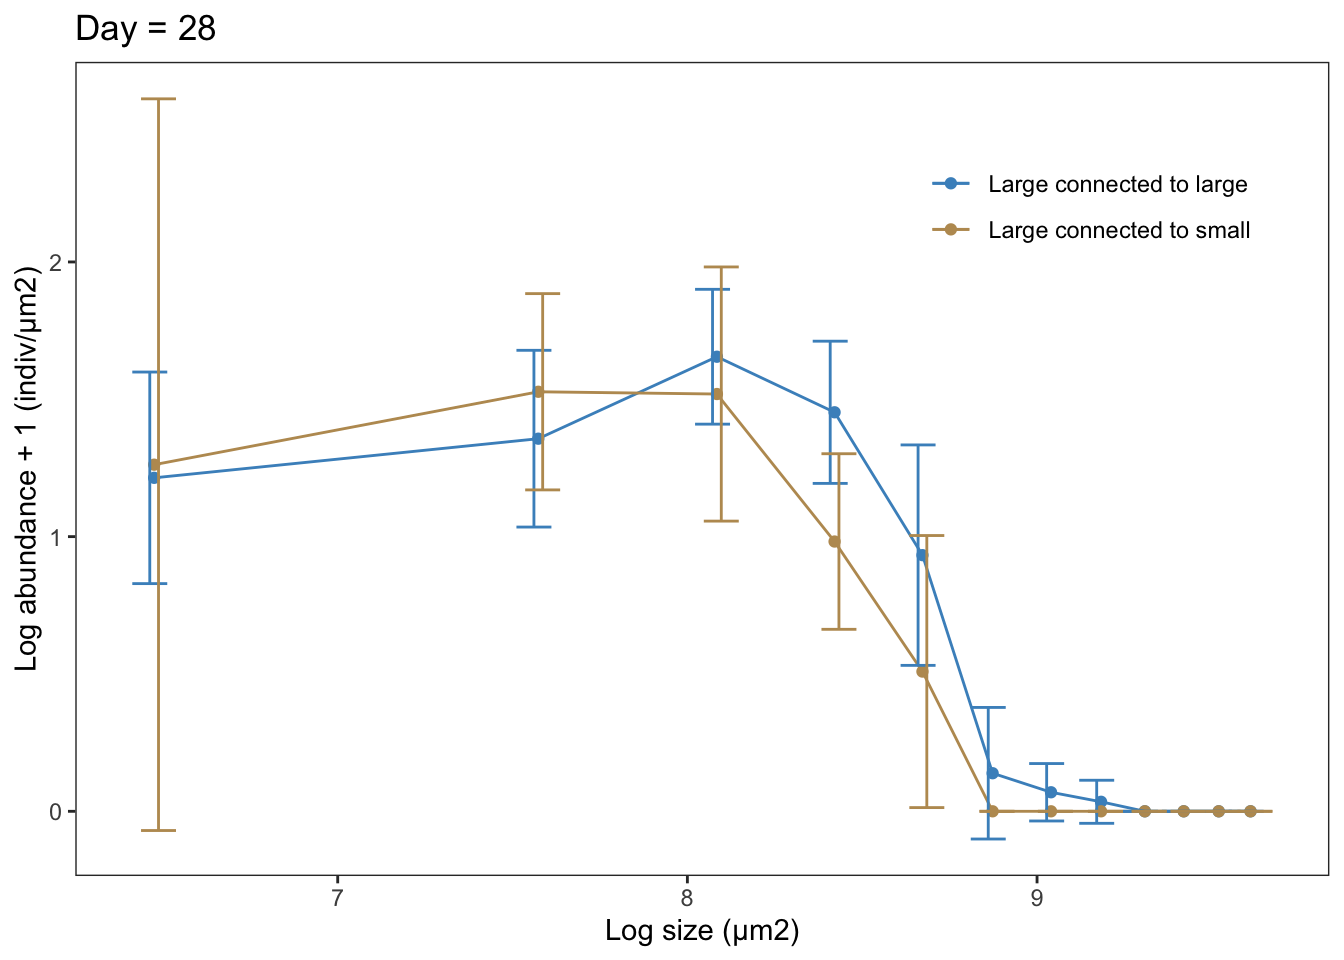 Day = 28
Large connected to large
Large connected to small
Log abundance + 1 (indiv/µm2)
2
1
0
7 8 9
Log size (µm2)